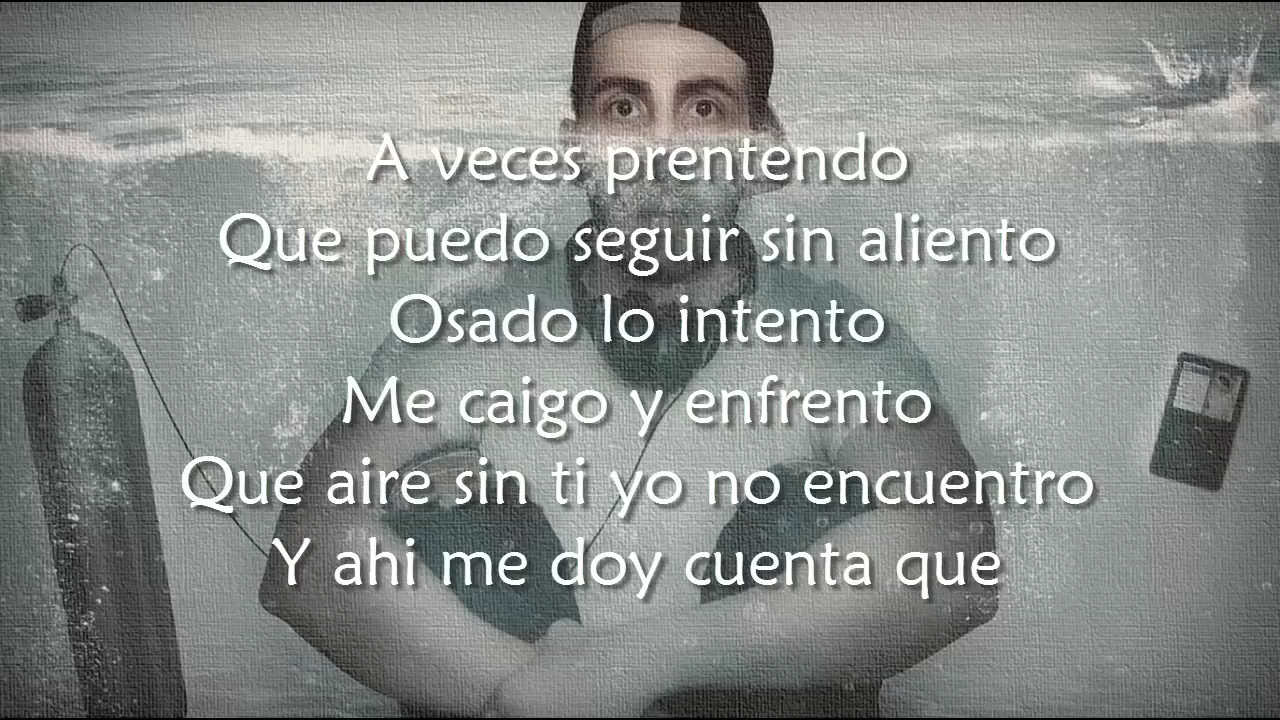 A veces prentendo
Que puedo seguir sin aliento
Osado lo intento
Me caigo y enfrento
Que aire sin ti yo no encuentro
Y ahi me doy cuenta que